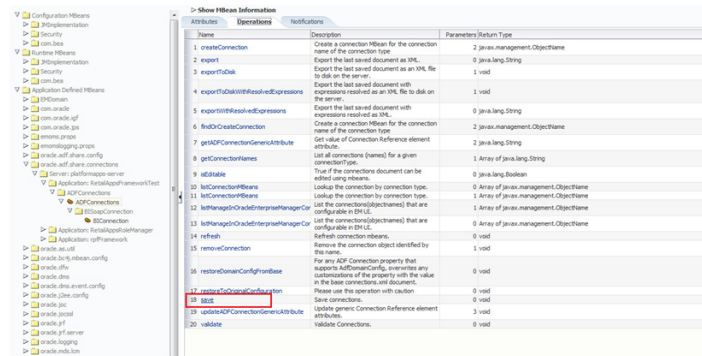 Configuration MBeans
JMImplementation
Security
com.bea
Runtime MBeans
JMImplementation
Security
com.bea
Application Defined MBeans
EMDomain
com.oracle
com.oracle.igf
com.oracle.jps
emoms.props
emomslogging.props
oracle.adf.share.config
oracle.adf.share.connections
Server: platformapps-server
Application: RetailAppsFrameworkTest
ADFConnections
ADFConnections
BISoapConnection
BIConnection
Application: RetailAppsRoleManager
Application: rpfFramework
oracle.as.util
oracle.bc4j.mbean.config
oracle.dfw
oracle.dms
oracle.dms.event.config
oracle.j2ee.config
oracle.joc
oracle.jocssl
oracle.jrf
oracle.jrf.server
oracle.logging
oracle.mds.lcm
Show MBean Information
Attributes Operations Notifications
Name Description Parameters Return Type
1 createConnection Create a connection MBean for the connection name of the connection type 2 javax.management.ObjectName
2 export Export the last saved document as XML. 0 java.lang.String
3 exportToDisk Export the last saved document as an XML file to disk on the server. 1 void
4 exportToDiskWithResolvedExpressions Export the last saved document with expressions resolved as an XML file to disk on the server. 1 void
5 exportWithResolvedExpressions Export the last saved document with expressions resolved as XML. 0 java.lang.String
6 findOrCreateConnection Create a connection MBean for the connection name of the connection type 2 javax.management.ObjectName
7 getADFConnectionGenericAttribute Get value of Connection Reference element attribute. 2 java.lang.String
8 getConnectionNames List all connections (names) for a given connectionType. 1 Array of java.lang.String
9 isEditable True if the connections document can be edited using mbeans. 0 java.lang.Boolean
10 listConnectionMBeans Lookup the connection by connection type. 0 Array of javax.management.ObjectName
11 listConnectionMBeans Lookup the connection by connection type. 1 Array of javax.management.ObjectName
12 listManageInOracleEnterpriseManagerCor List the connections(objectnames) that are configurable in EM UI. 1 Array of javax.management.ObjectName
13 listManageInOracleEnterpriseManagerCor List the connections(objectnames) that are configurable in EM UI. 0 Array of javax.management.ObjectName
14 refresh Refresh connection mbeans. 0 void
15 removeConnection Remove the connection object identified by this name. 1 void
16 restoreDomainConfigFromBase For any ADF Connection property that supports AdfDomainConfig, overwrites any customizations of the property with the value in the base connections.xml document. 0 void
17 restoreToOriginalConfiguration Please use this operation with caution 0 void
18 save Save connections. 0 void
19 updateADFConnectionGenericAttribute Update generic Connection Reference element attributes. 3 void
20 validate Validate Connections. 0 void